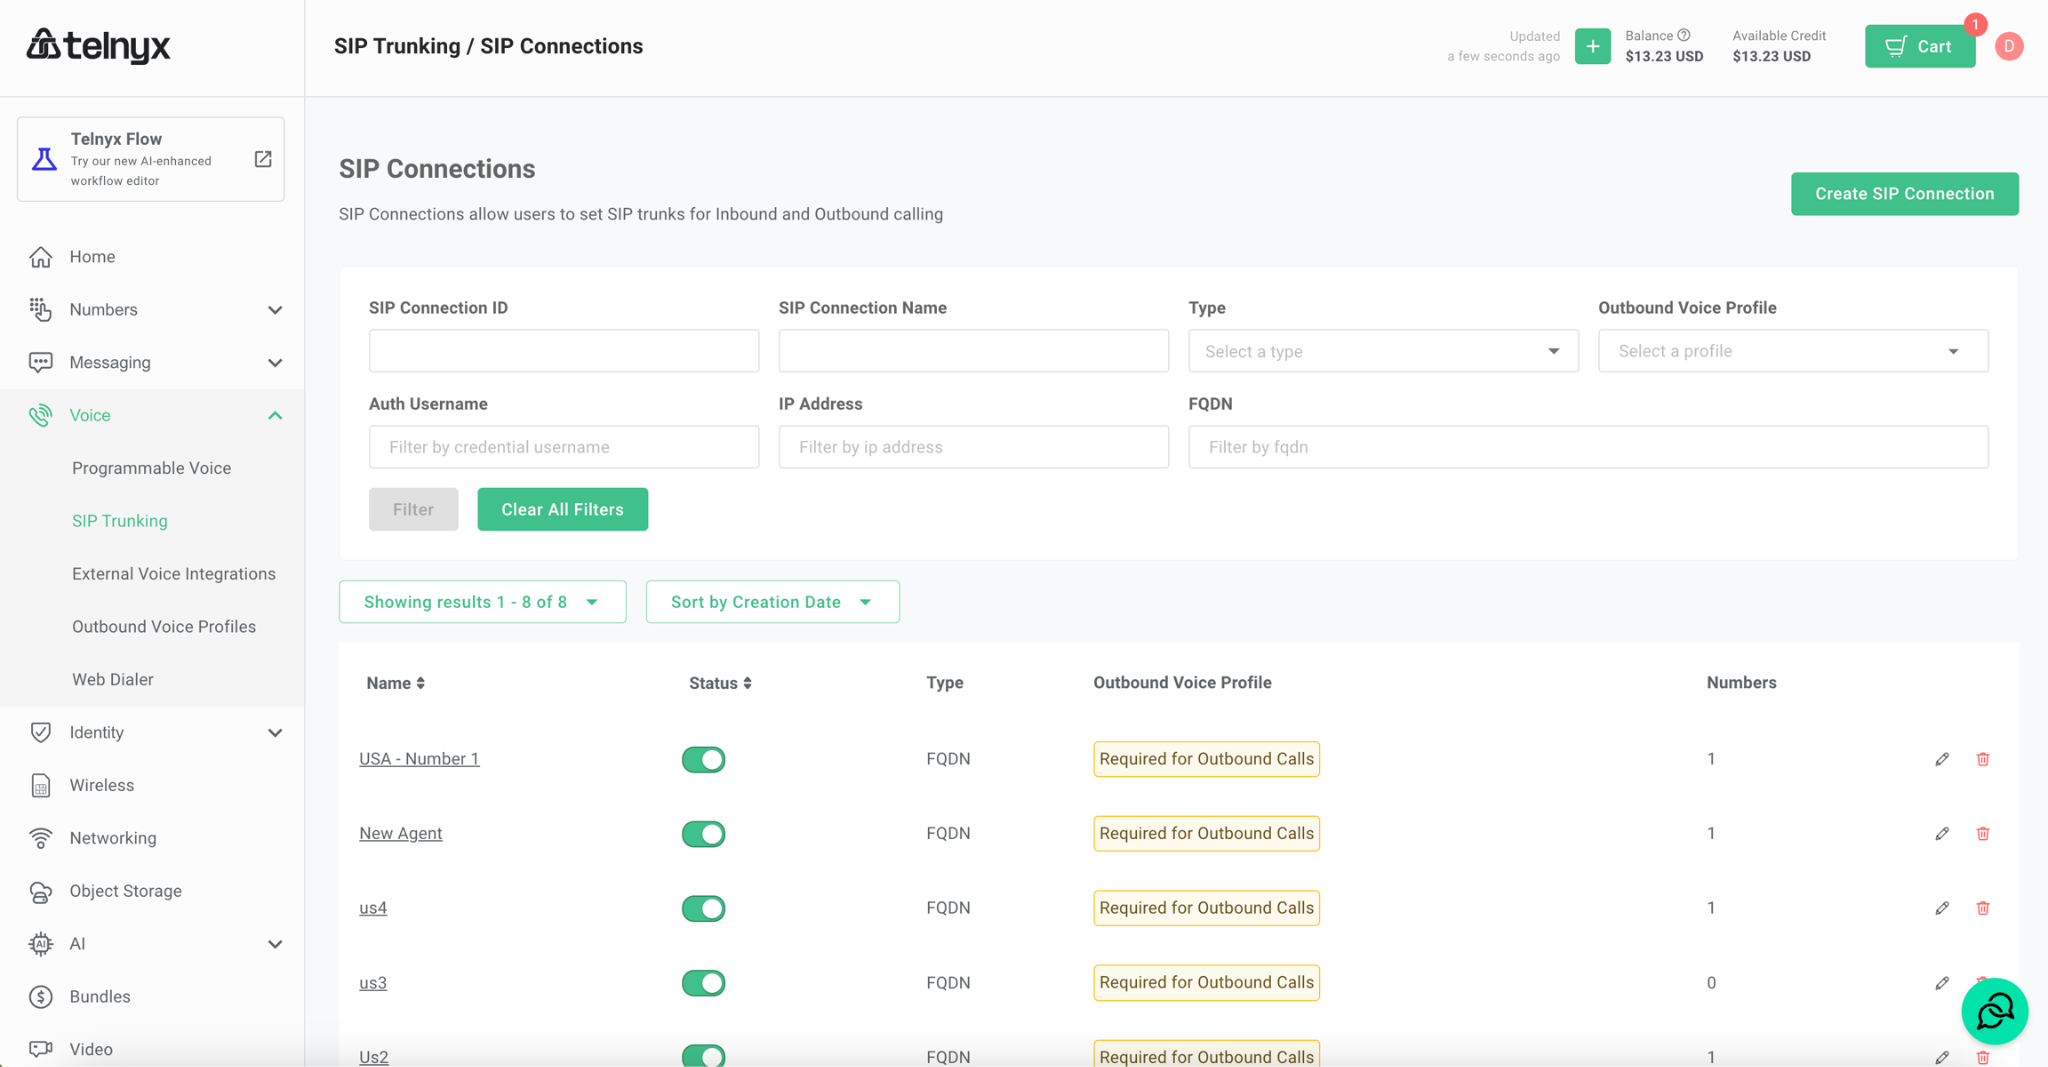 telnyx
SIP Trunking / SIP Connections
Updated
a few seconds ago
+
Balance
$13.23 USD
Available Credit
$13.23 USD
Cart
1
D
Telnyx Flow
Try our new AI-enhanced
workflow editor
Home
Numbers
Messaging
Voice
Programmable Voice
SIP Trunking
External Voice Integrations
Outbound Voice Profiles
Web Dialer
Identity
Wireless
Networking
Object Storage
AI
AI
Bundles
Video
SIP Connections
SIP Connections allow users to set SIP trunks for Inbound and Outbound calling
Create SIP Connection
SIP Connection ID
SIP Connection Name
Type
Select a type
Outbound Voice Profile
Select a profile
Auth Username
Filter by credential username
IP Address
Filter by ip address
FQDN
Filter by fqdn
Filter
Clear All Filters
Showing results 1 - 8 of 8
Sort by Creation Date
Name Status Type Outbound Voice Profile Numbers
USA - Number 1 FQDN Required for Outbound Calls 1
New Agent FQDN Required for Outbound Calls 1
us4 FQDN Required for Outbound Calls 1
us3 FQDN Required for Outbound Calls 0
Us2 FQDN Required for Outbound Calls 1